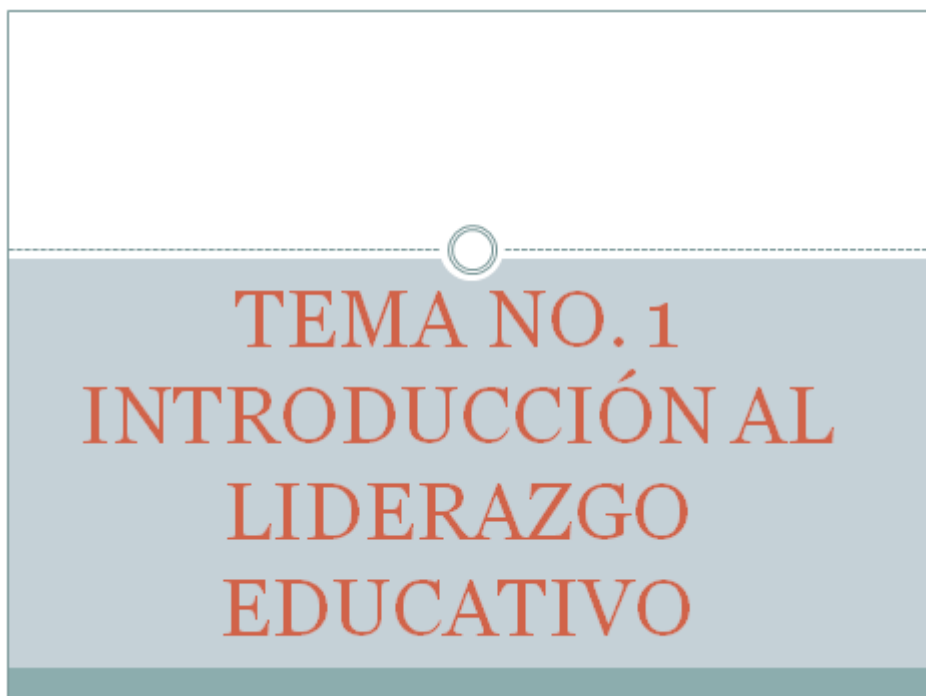 TEMA NO. 1
INTRODUCCIÓN AL
LIDERAZGO
EDUCATIVO